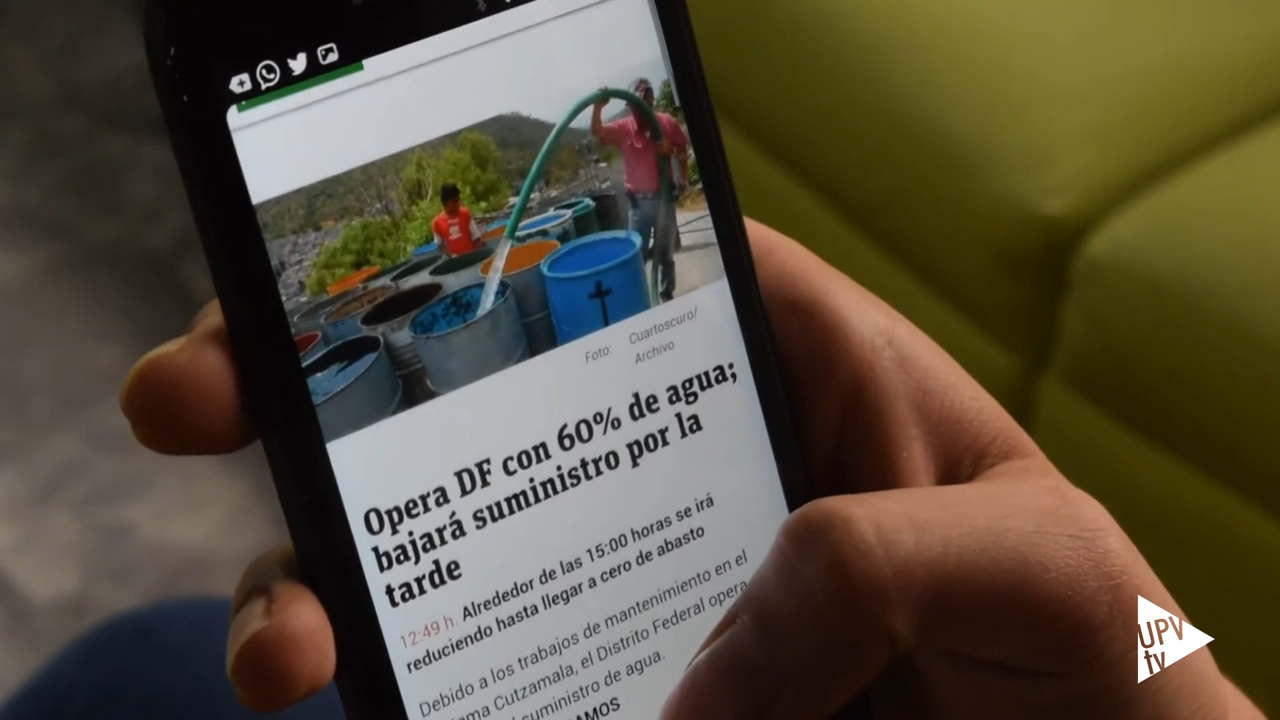 Foto: Cuartoscuro/
Archivo
Opera DF con 60% de agua;
bajará suministro por la
tarde
12:49 h. Alrededor de las 15:00 horas se irá
reduciendo hasta llegar a cero de abasto
Debido a los trabajos de mantenimiento en el
Cutzamala, el Distrito Federal opera
suministro de agua.
UPV
tv